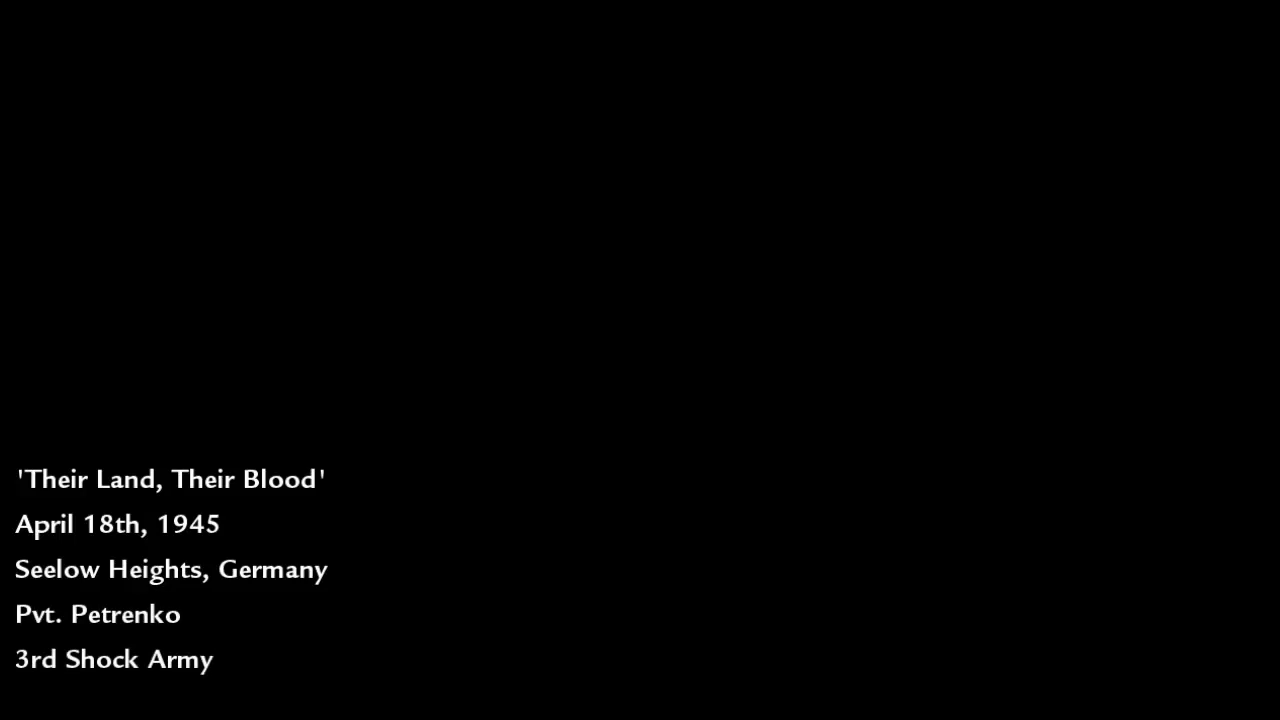 'Their Land, Their Blood'
April 18th, 1945
Seelow Heights, Germany
Pvt. Petrenko
3rd Shock Army